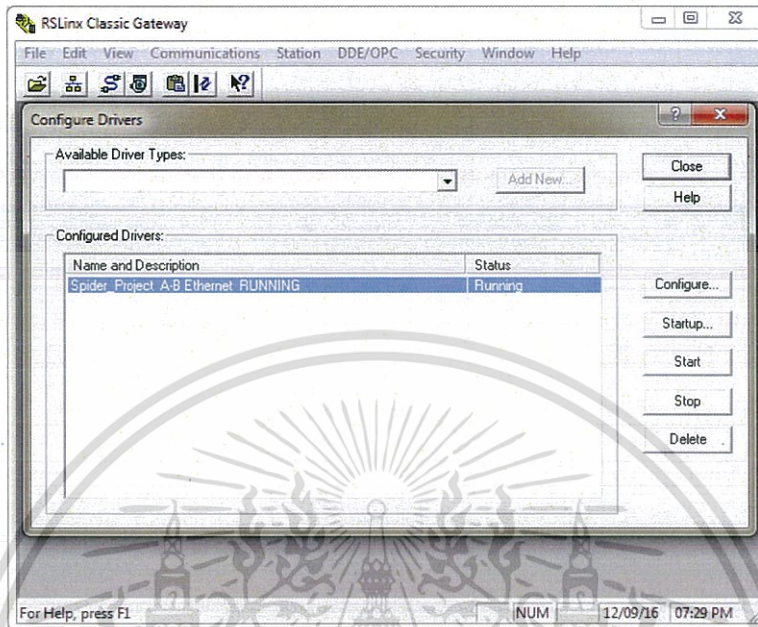 RSLinx Classic Gateway
File Edit View Communications Station DDE/OPC Security Window Help
Configure Drivers
Available Driver Types:
Add New...
Close
Help
Configured Drivers:
Name and Description Status
Spider_Project A-B Ethernet RUNNING Running
Configure...
Startup...
Start
Stop
Delete
For Help, press F1 NUM 12/09/16 07:29 PM